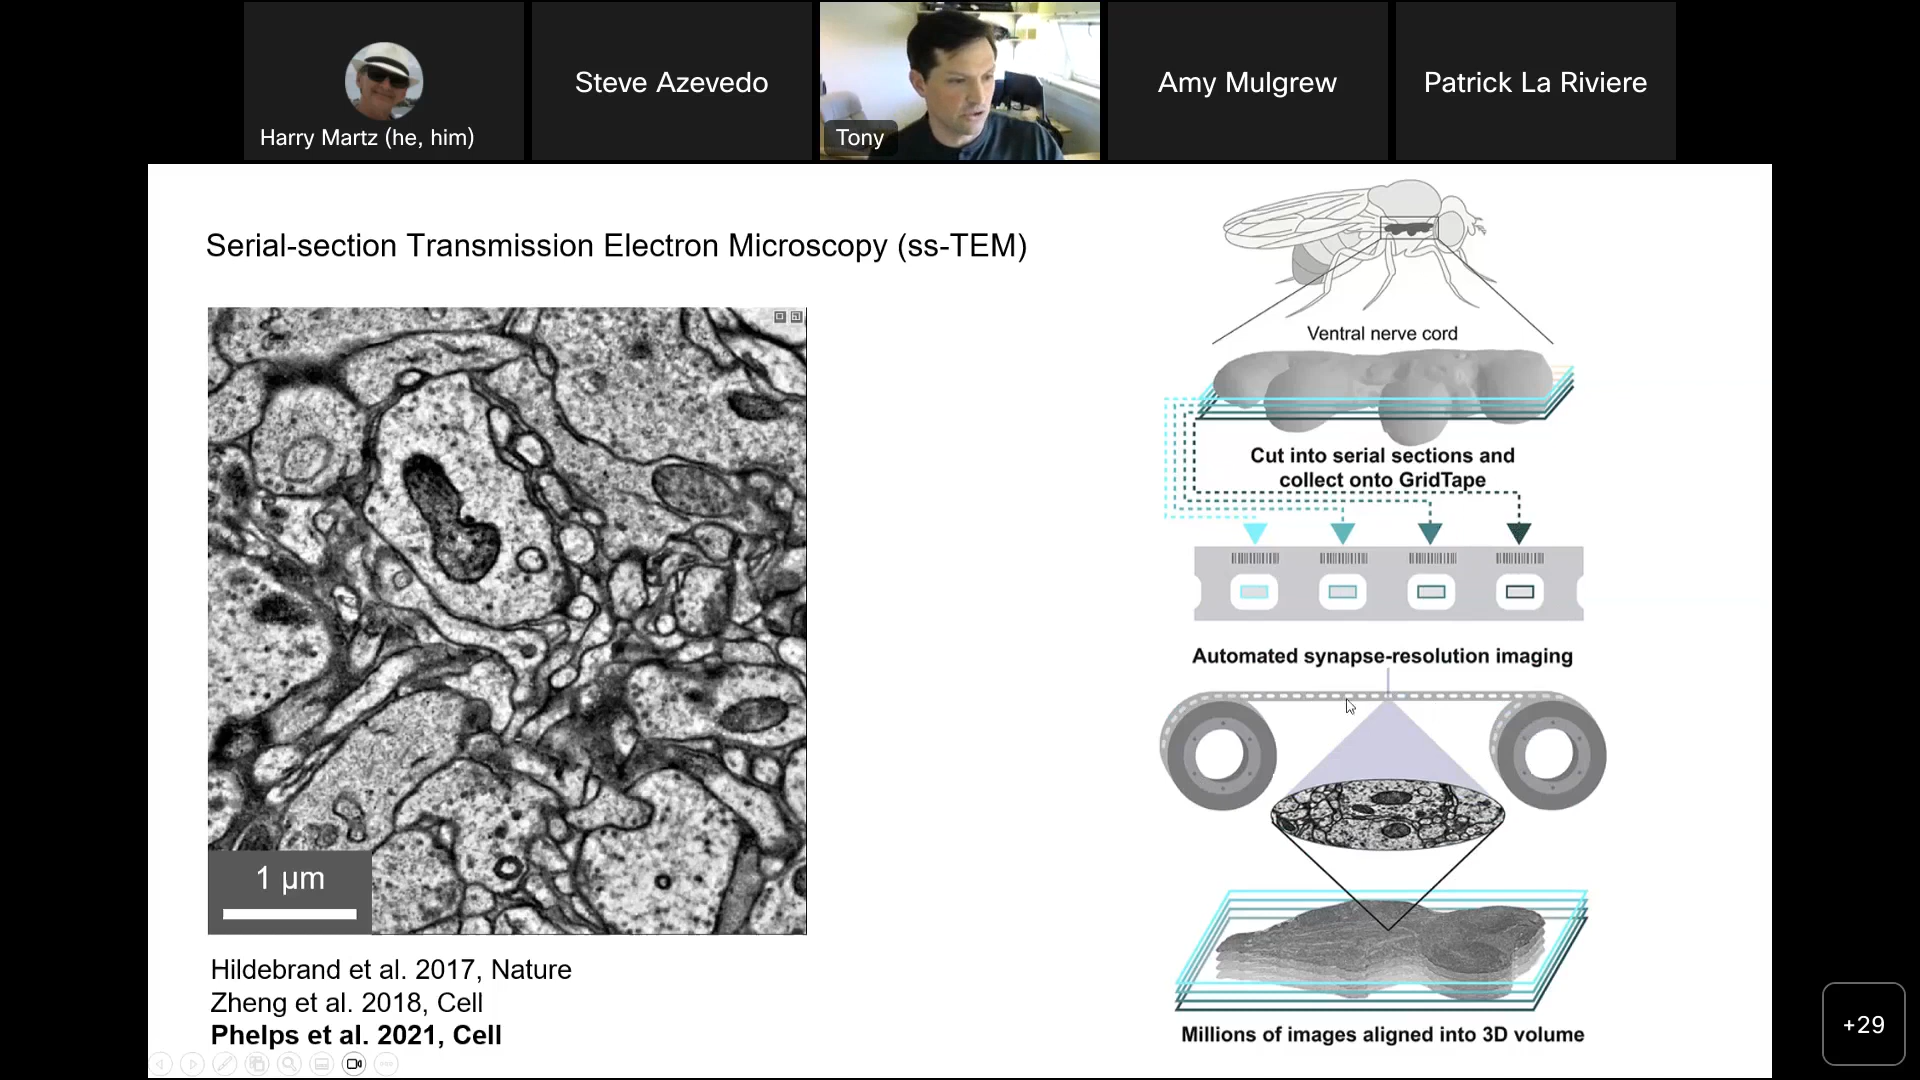 Harry Martz (he, him)
Steve Azevedo
Tony
Amy Mulgrew
Patrick La Riviere
Serial-section Transmission Electron Microscopy (ss-TEM)
1 μm
Hildebrand et al. 2017, Nature
Zheng et al. 2018, Cell
Phelps et al. 2021, Cell
Ventral nerve cord
Cut into serial sections and
collect onto GridTape
Automated synapse-resolution imaging
Millions of images aligned into 3D volume
+29